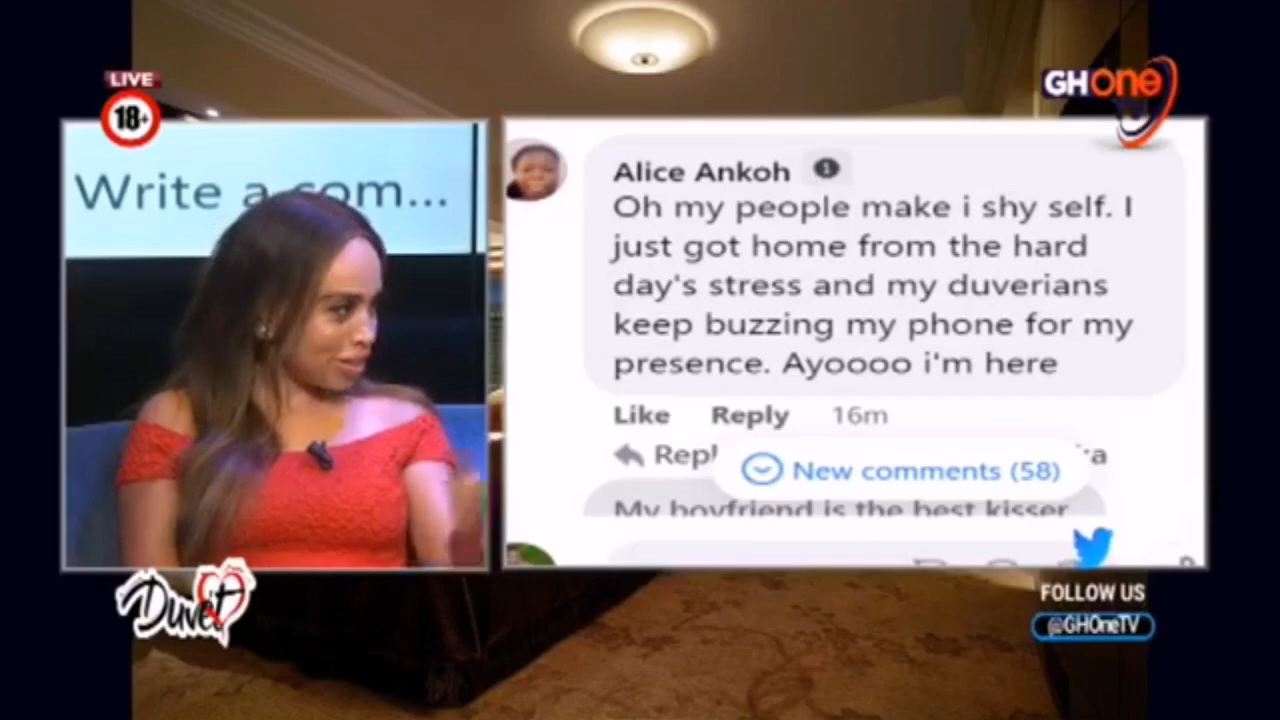 LIVE
18+
GHOne
Write a com...
Alice Ankoh
Oh my people make i shy self. I
just got home from the hard
day's stress and my duverians
keep buzzing my phone for my
presence. Ayoooo i'm here
Like Reply 16m
New comments (58)
My boyfriend is the best kisser
Duvet
FOLLOW US
@GHOneTV